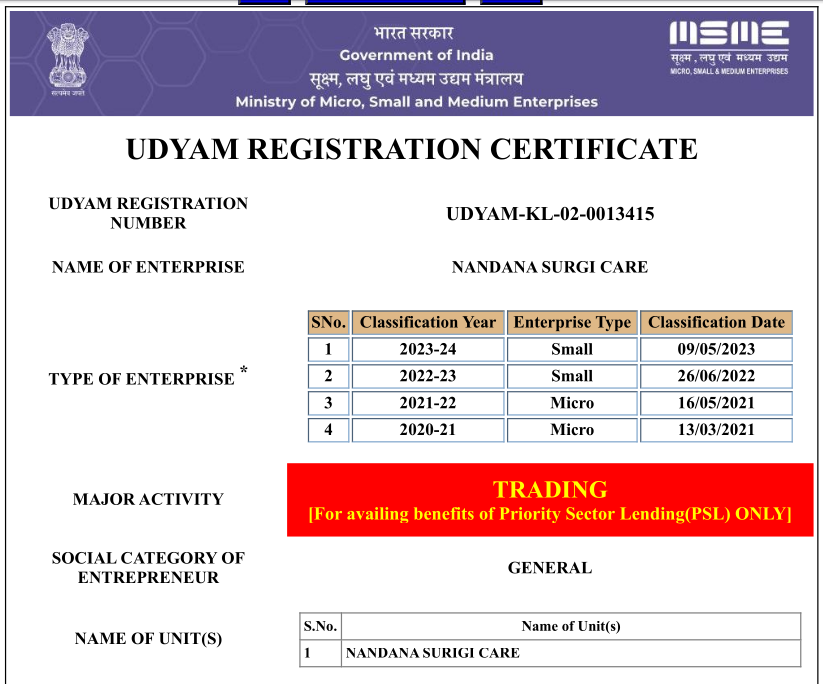 भारत सरकार
Government of India
सूक्ष्म, लघु एवं मध्यम उद्यम मंत्रालय
Ministry of Micro, Small and Medium Enterprises
सत्यमेव जयते
MSME
सूक्ष्म, लघु एवं मध्यम उद्यम
MICRO, SMALL & MEDIUM ENTERPRISES
UDYAM REGISTRATION CERTIFICATE
UDYAM REGISTRATION
NUMBER
UDYAM-KL-02-0013415
NAME OF ENTERPRISE
NANDANA SURGI CARE
TYPE OF ENTERPRISE *
SNo. Classification Year Enterprise Type Classification Date
1 2023-24 Small 09/05/2023
2 2022-23 Small 26/06/2022
3 2021-22 Micro 16/05/2021
4 2020-21 Micro 13/03/2021
MAJOR ACTIVITY
TRADING
[For availing benefits of Priority Sector Lending(PSL) ONLY]
SOCIAL CATEGORY OF
ENTREPRENEUR
GENERAL
NAME OF UNIT(S)
S.No. Name of Unit(s)
1 NANDANA SURIGI CARE